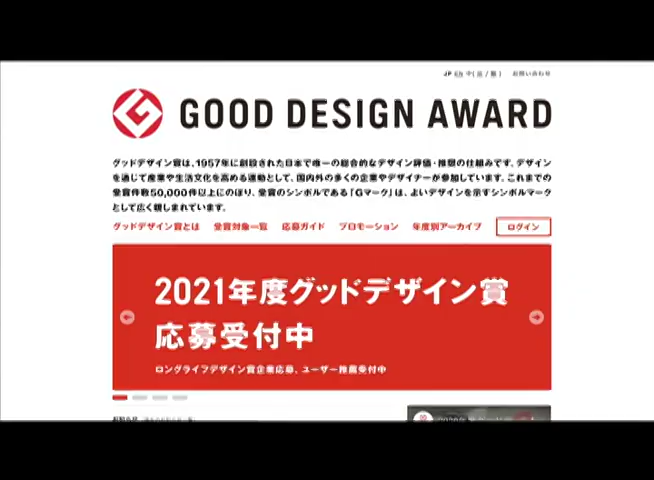 JP EN 中(簡/繁) お問い合わせ
GOOD DESIGN AWARD
グッドデザイン賞は、1957年に創設された日本で唯一の総合的なデザイン評価・推奨の仕組みです。デザイン
を通じて産業や生活文化を高める運動として、国内外の多くの企業やデザイナーが参加しています。これまでの
受賞件数50,000件以上にのぼり、受賞のシンボルである「Gマーク」は、よいデザインを示すシンボルマーク
として広く親しまれています。
グッドデザイン賞とは 受賞対象一覧 応募ガイド プロモーション 年度別アーカイブ ログイン
2021年度グッドデザイン賞
応募受付中
ロングライフデザイン賞企業応募、ユーザー推薦受付中